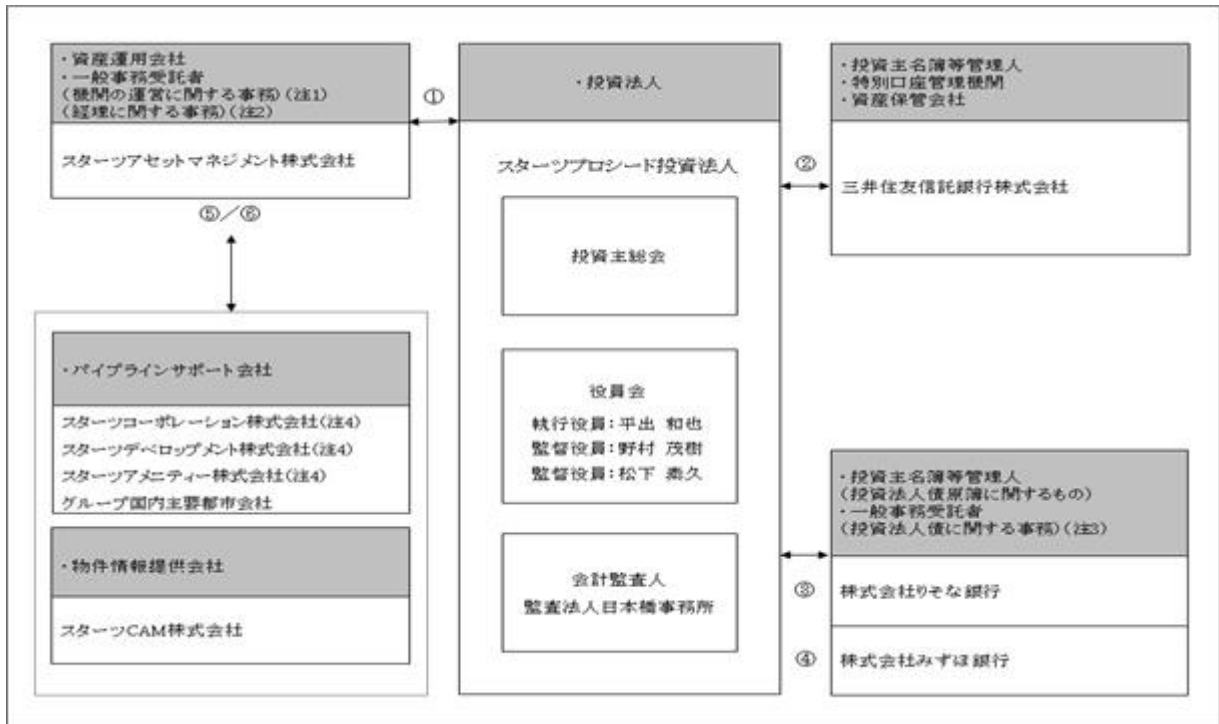 ・資産運用会社
・一般事務受託者
(機関の運営に関する事務)(注1)
(経理に関する事務)(注2)
スターツアセットマネジメント株式会社
①
⑤／⑥
・パイプラインサポート会社
スターツコーポレーション株式会社(注4)
スターツデベロップメント株式会社(注4)
スターツアメニティー株式会社(注4)
グループ国内主要都市会社
・物件情報提供会社
スターツCAM株式会社
・投資法人
スターツプロシード投資法人
投資主総会
役員会
執行役員：平出 和也
監督役員：野村 茂樹
監督役員：松下 素久
会計監査人
監査法人日本橋事務所
②
・投資主名簿等管理人
・特別口座管理機関
・資産保管会社
三井住友信託銀行株式会社
・投資主名簿等管理人
(投資法人債原簿に関するもの)
・一般事務受託者
(投資法人債に関する事務)(注3)
③
株式会社りそな銀行
④
株式会社みずほ銀行